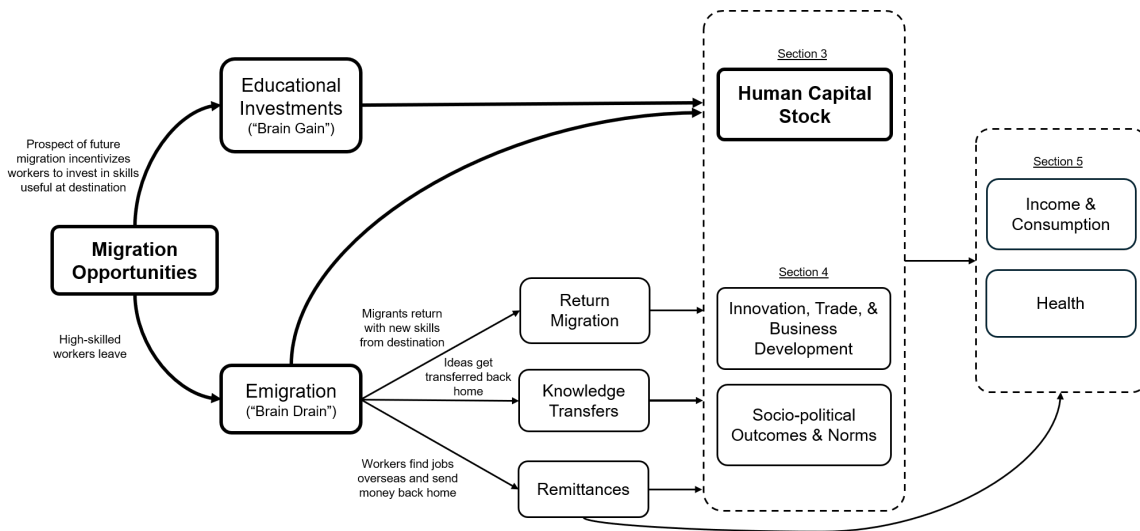 Section 3
Human Capital
Stock
Educational
Investments
(“Brain Gain”)
Prospect of future
migration incentivizes
workers to invest in skills
useful at destination
Migration
Opportunities
High-skilled
workers leave
Emigration
(“Brain Drain”)
Migrants return
with new skills
from destination
Ideas get
transferred back
home
Workers find jobs
overseas and send
money back home
Return
Migration
Knowledge
Transfers
Remittances
Section 4
Innovation, Trade, &
Business
Development
Socio-political
Outcomes & Norms
Section 5
Income &
Consumption
Health